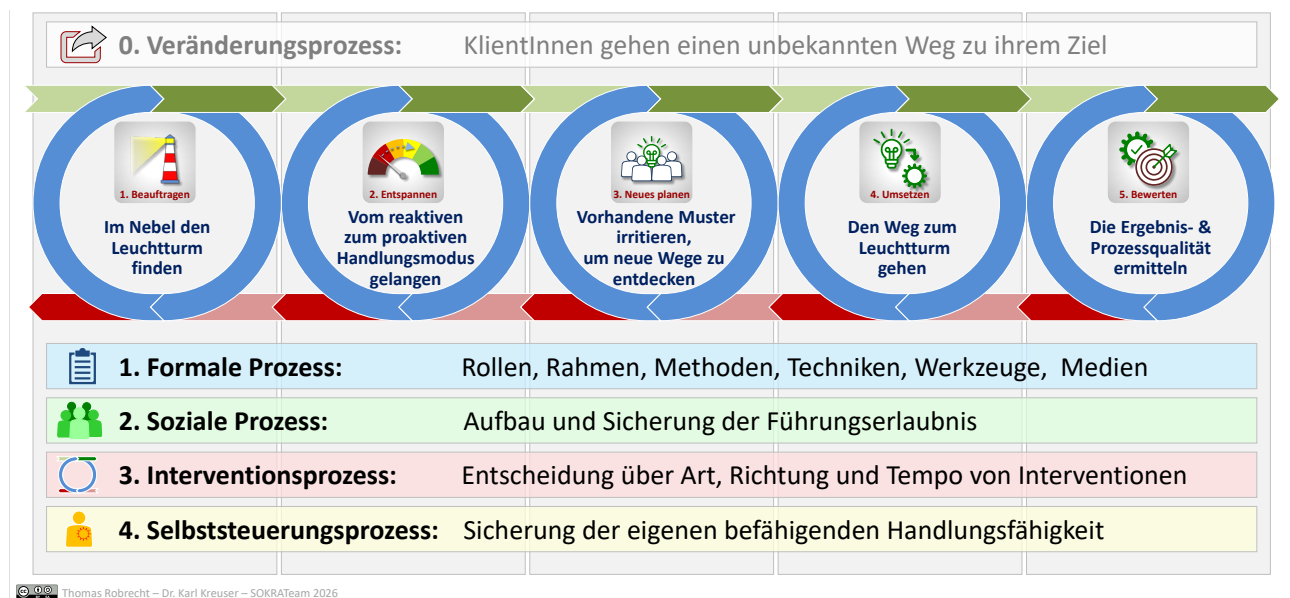 0. Veränderungsprozess: KlientInnen gehen einen unbekannten Weg zu ihrem Ziel
1. Beauftragen
Im Nebel den
Leuchtturm
finden
2. Entspannen
Vom reaktiven
zum proaktiven
Handlungsmodus
gelangen
3. Neues planen
Vorhandene Muster
irritieren,
um neue Wege zu
entdecken
4. Umsetzen
Den Weg zum
Leuchtturm
gehen
5. Bewerten
Die Ergebnis- &
Prozessqualität
ermitteln
1. Formale Prozess: Rollen, Rahmen, Methoden, Techniken, Werkzeuge, Medien
2. Soziale Prozess: Aufbau und Sicherung der Führungserlaubnis
3. Interventionsprozess: Entscheidung über Art, Richtung und Tempo von Interventionen
4. Selbststeuerungsprozess: Sicherung der eigenen befähigenden Handlungsfähigkeit
Thomas Robrecht – Dr. Karl Kreuser – SOKRATeam 2026